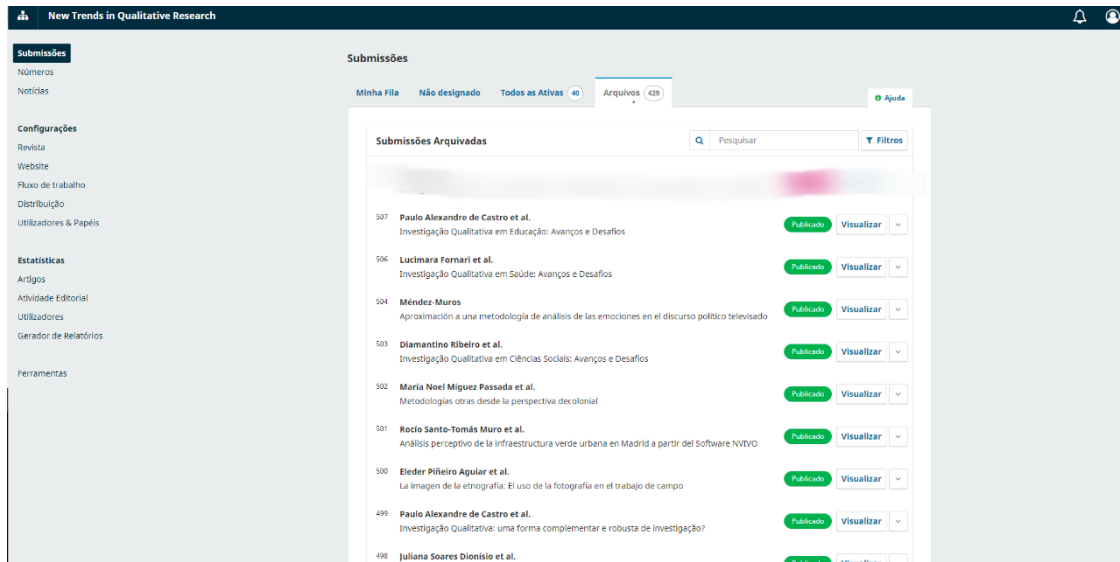 New Trends in Qualitative Research
Submissões
Números
Notícias
Configurações
Revista
Website
Fluxo de trabalho
Distribuição
Utilizadores & Papéis
Estatísticas
Artigos
Atividade Editorial
Utilizadores
Gerador de Relatórios
Ferramentas
Submissões
Minha Fila Não designado Todos as Ativas 40 Arquivos 429
Ajuda
Submissões Arquivadas Pesquisar Filtros
507 Paulo Alexandre de Castro et al.
Investigação Qualitativa em Educação: Avanços e Desafios
Publicado Visualizar
506 Lucimara Fornari et al.
Investigação Qualitativa em Saúde: Avanços e Desafios
Publicado Visualizar
504 Méndez-Muros
Aproximación a una metodología de análisis de las emociones en el discurso político televisado
Publicado Visualizar
503 Diamantino Ribeiro et al.
Investigação Qualitativa em Ciências Sociais: Avanços e Desafios
Publicado Visualizar
502 María Noel Míguez Passada et al.
Metodologías otras desde la perspectiva decolonial
Publicado Visualizar
501 Rocío Santo-Tomás Muro et al.
Análisis perceptivo de la infraestructura verde urbana en Madrid a partir del Software NVIVO
Publicado Visualizar
500 Eleder Piñeiro Aguiar et al.
La imagen de la etnografía: El uso de la fotografía en el trabajo de campo
Publicado Visualizar
499 Paulo Alexandre de Castro et al.
Investigação Qualitativa: uma forma complementar e robusta de investigação?
Publicado Visualizar
498 Juliana Soares Dionísio et al.